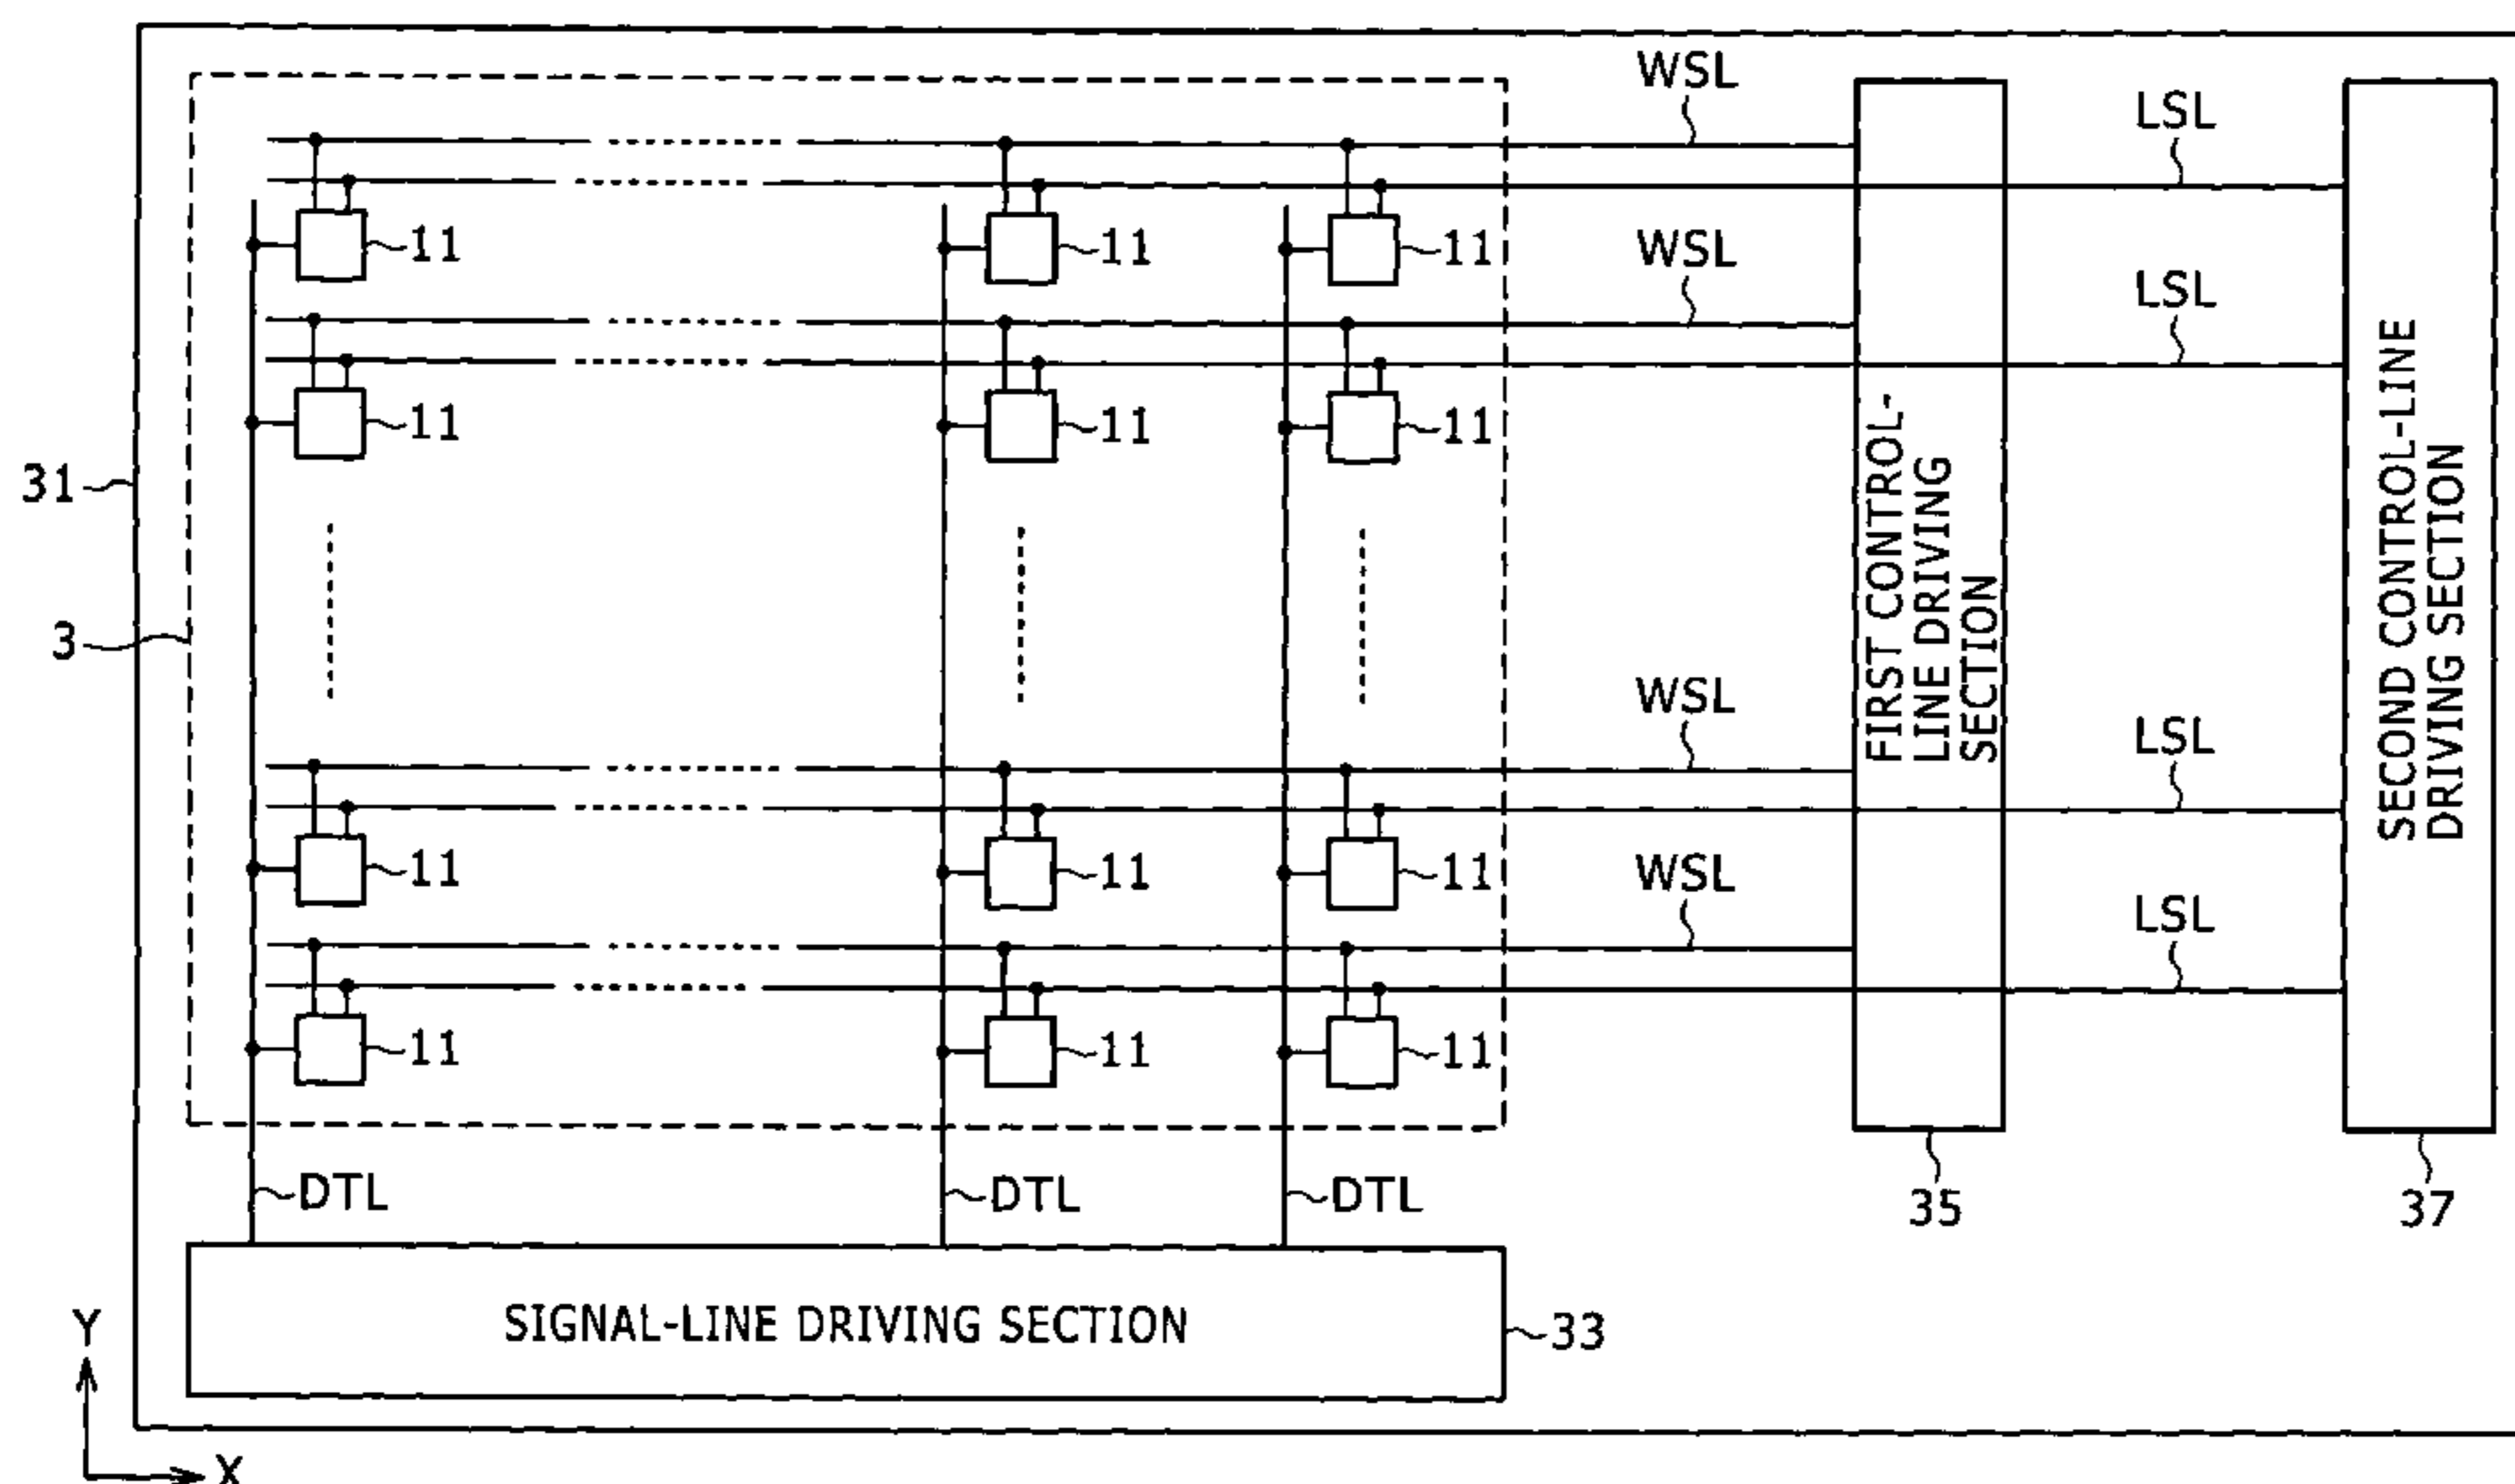 WSL
LSL
11 11 11
WSL
LSL
11 11 11
31
3
FIRST CONTROL-
LINE DRIVING
SECTION
SECOND CONTROL-LINE
DRIVING SECTION
WSL
LSL
11 11 11
WSL
LSL
11 11 11
DTL DTL DTL
35
37
SIGNAL-LINE DRIVING SECTION
33
Y
X